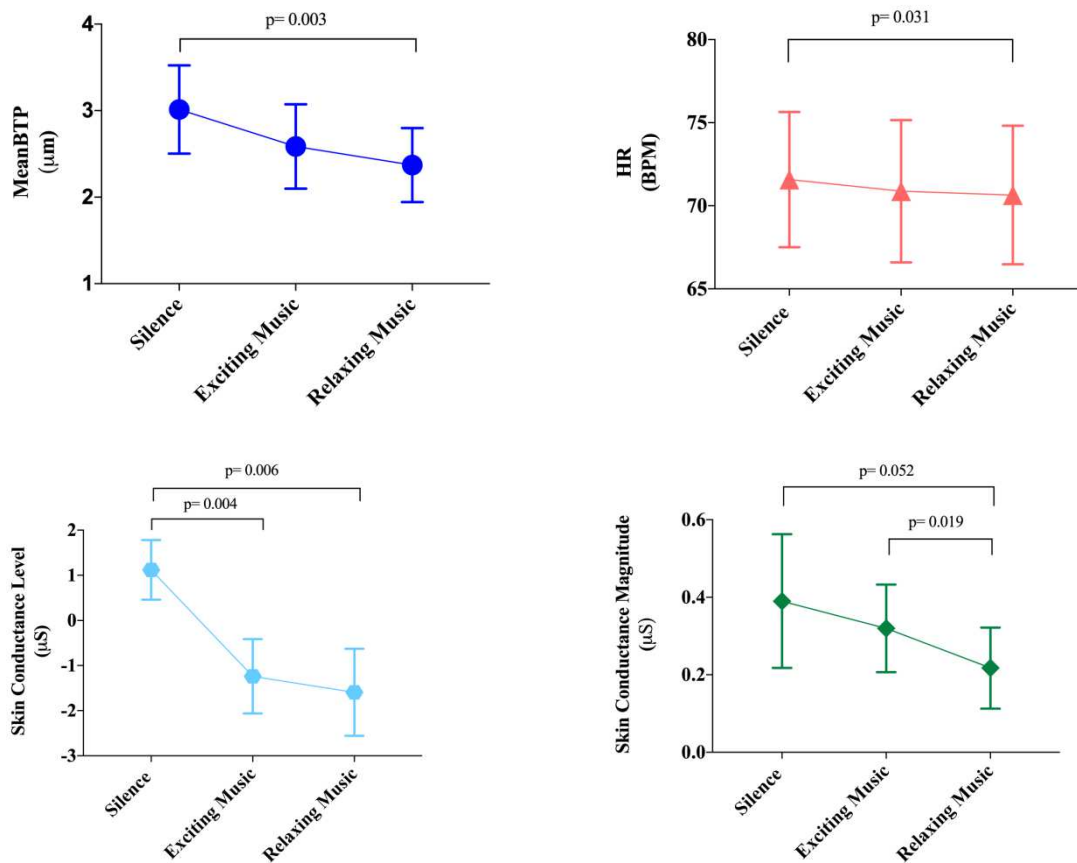 p= 0.003
4
3
2
1
MeanBTP
(μm)
Silence
Exciting Music
Relaxing Music
p= 0.031
80
75
70
65
HR
(BPM)
Silence
Exciting Music
Relaxing Music
p= 0.006
p= 0.004
2
1
0
-1
-2
-3
Skin Conductance Level
(μS)
Silence
Exciting Music
Relaxing Music
p= 0.052
p= 0.019
0.6
0.4
0.2
0.0
Skin Conductance Magnitude
(μS)
Silence
Exciting Music
Relaxing Music